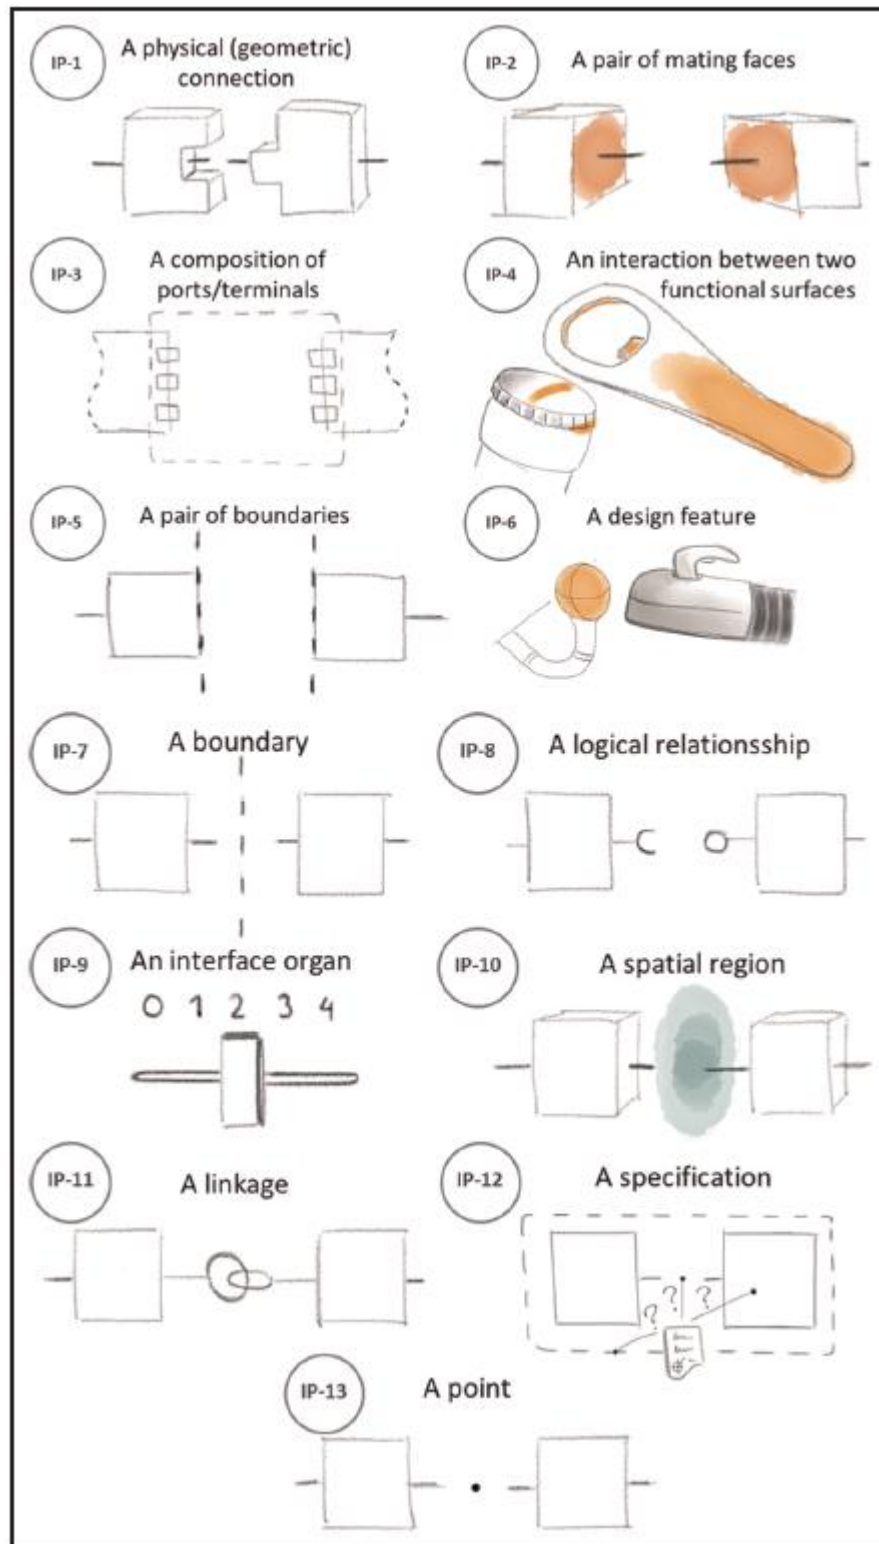 IP-1
A physical (geometric)
connection
IP-2
A pair of mating faces
IP-3
A composition of
ports/terminals
IP-4
An interaction between two
functional surfaces
IP-5
A pair of boundaries
IP-6
A design feature
IP-7
A boundary
IP-8
A logical relationsship
IP-9
An interface organ
0 1 2 3 4
IP-10
A spatial region
IP-11
A linkage
IP-12
A specification
? ? ?
IP-13
A point